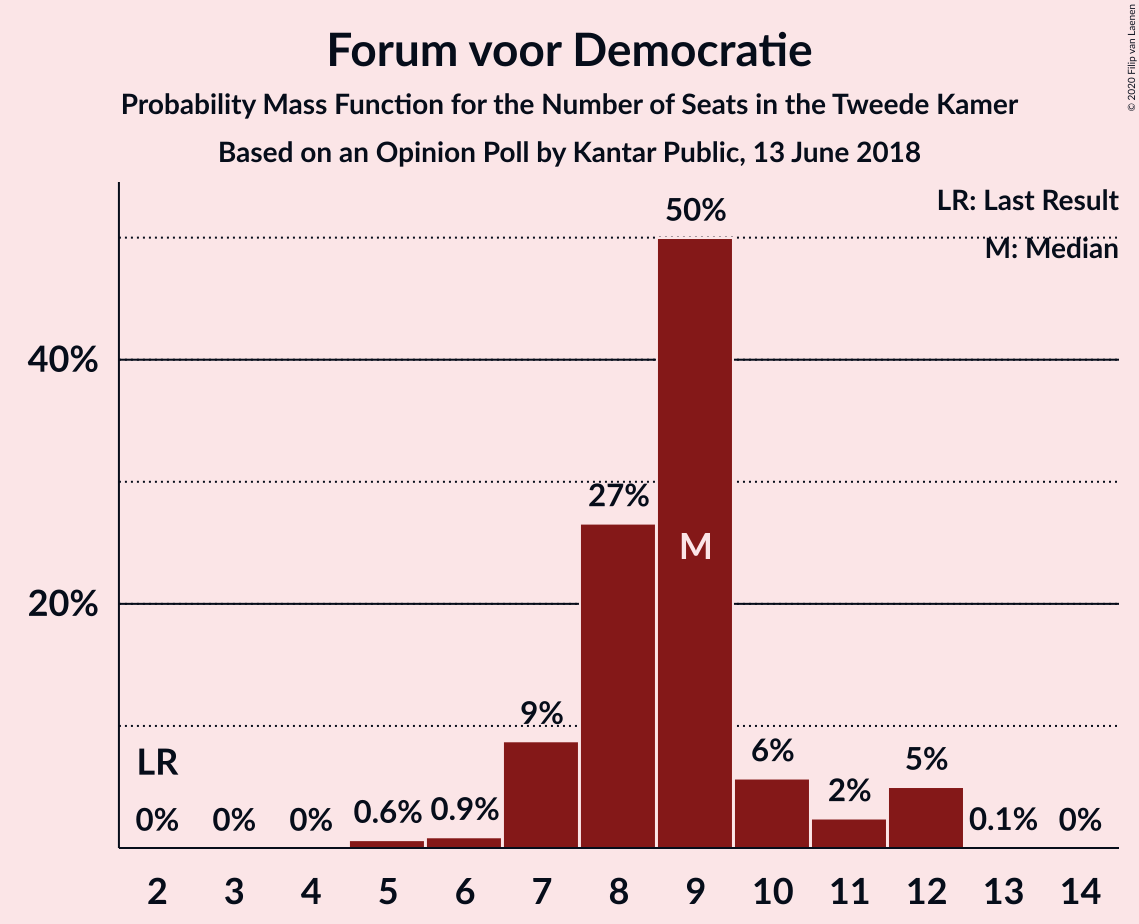 Forum voor Democratie
Probability Mass Function for the Number of Seats in the Tweede Kamer
Based on an Opinion Poll by Kantar Public, 13 June 2018
© 2020 Filip van Laenen
LR: Last Result
M: Median
50%
40%
27%
M
20%
9%
LR
6%
5%
2%
0% 0% 0% 0.6% 0.9% 0.1% 0%
2 3 4 5 6 7 8 9 10 11 12 13 14